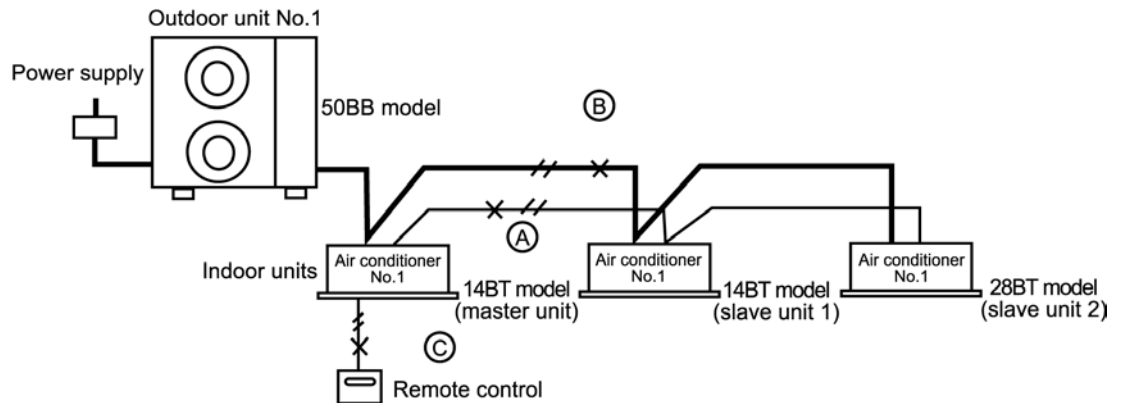 Outdoor unit No.1
Power supply
50BB model
B
A
Indoor units
Air conditioner
No.1
14BT model
(master unit)
Air conditioner
No.1
14BT model
(slave unit 1)
Air conditioner
No.1
28BT model
(slave unit 2)
C
Remote control